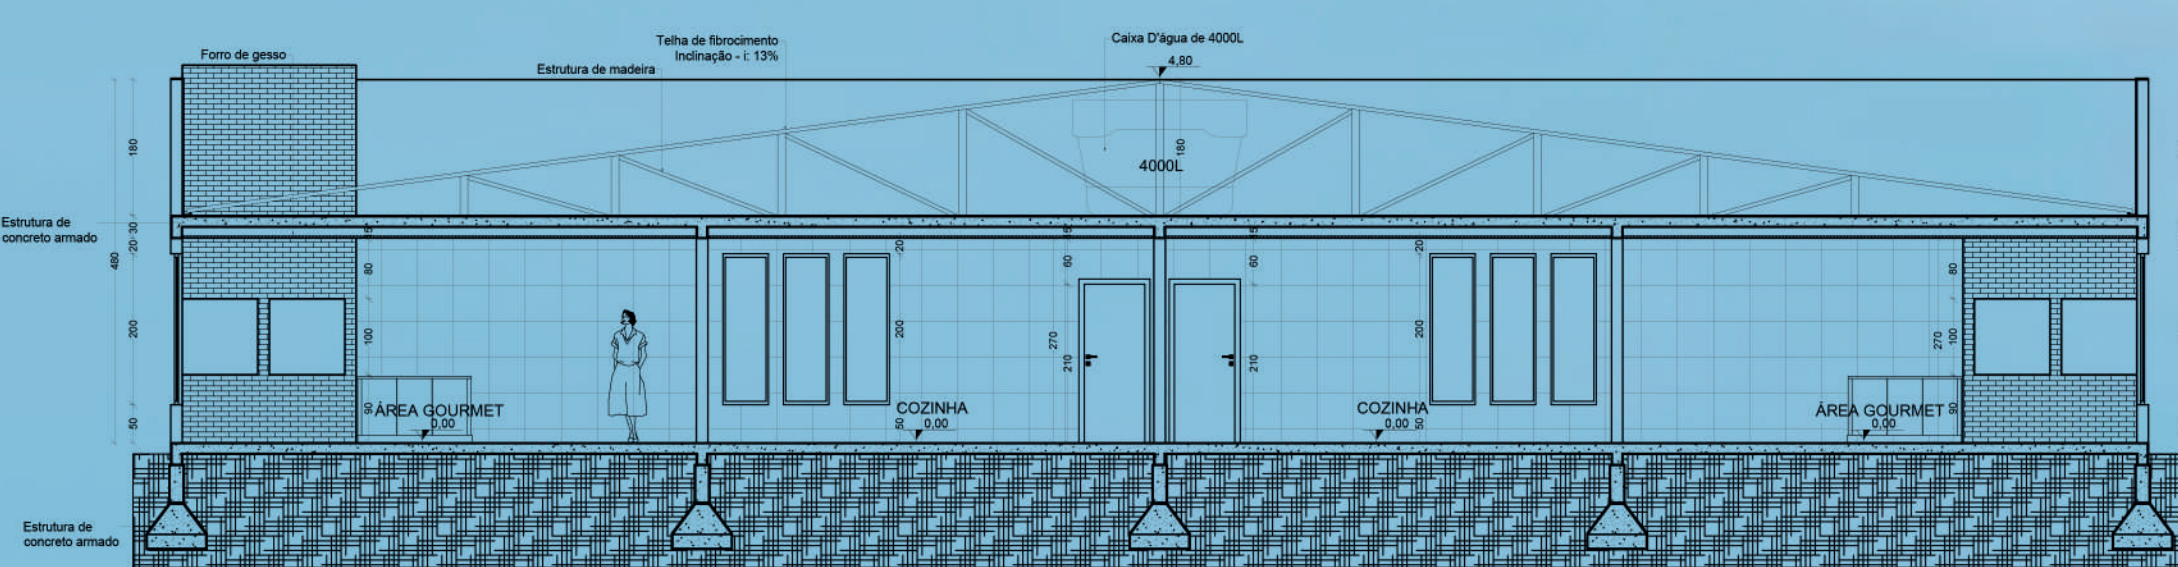 Forro de gesso
Telha de fibrocimento
Inclinação - i: 13%
Estrutura de madeira
Caixa D'água de 4000L
4,80
180
180
4000L
Estrutura de
concreto armado
480
30
20
200
50
15
80
100
90
ÁREA GOURMET
0,00
20
200
50
COZINHA
0,00
15
60
270
210
15
60
210
20
200
50
COZINHA
0,00
270
80
100
90
ÁREA GOURMET
0,00
Estrutura de
concreto armado